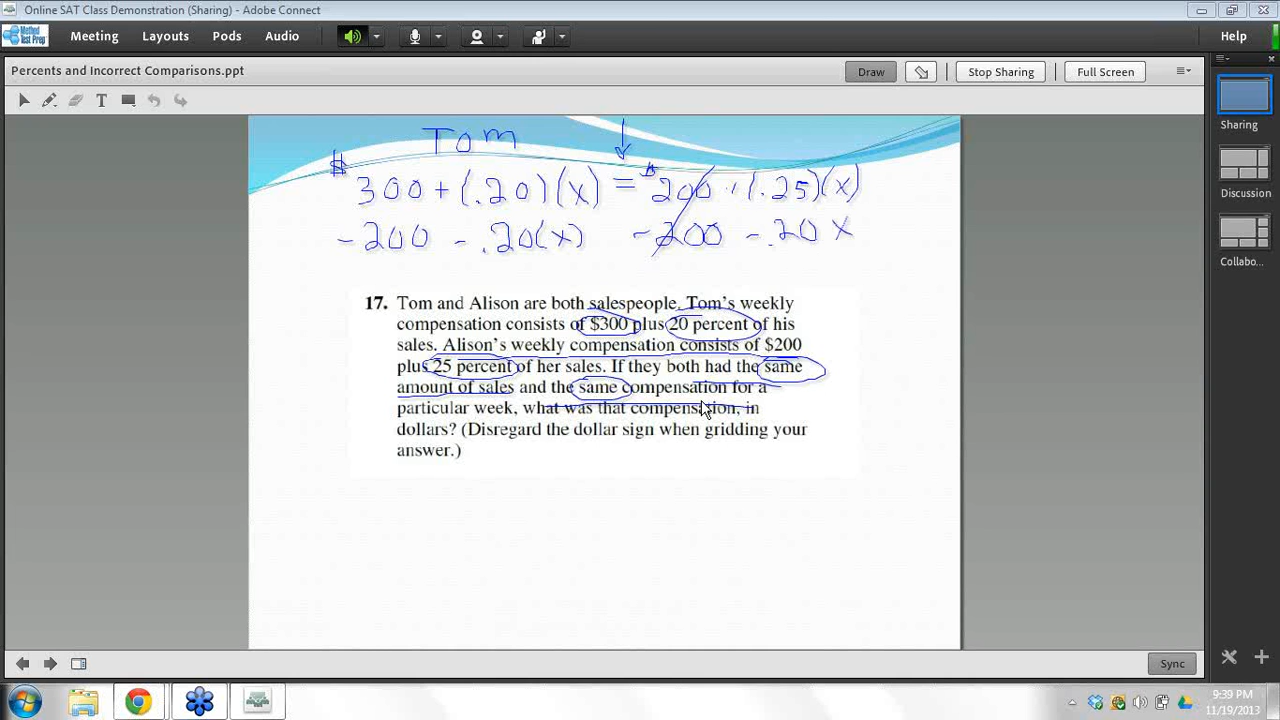 Online SAT Class Demonstration (Sharing) - Adobe Connect
Method Test Prep
Meeting Layouts Pods Audio Help
Percents and Incorrect Comparisons.ppt
Draw Stop Sharing Full Screen
T
Sharing
Discussion
Collabo...
Tom
$300 + (.20)(x) = $200 + (.25)(x)
-200 - .20(x) -200 - .20x
17. Tom and Alison are both salespeople. Tom's weekly
compensation consists of $300 plus 20 percent of his
sales. Alison's weekly compensation consists of $200
plus 25 percent of her sales. If they both had the same
amount of sales and the same compensation for a
particular week, what was that compensation, in
dollars? (Disregard the dollar sign when gridding your
answer.)
Sync
9:39 PM
11/19/2013